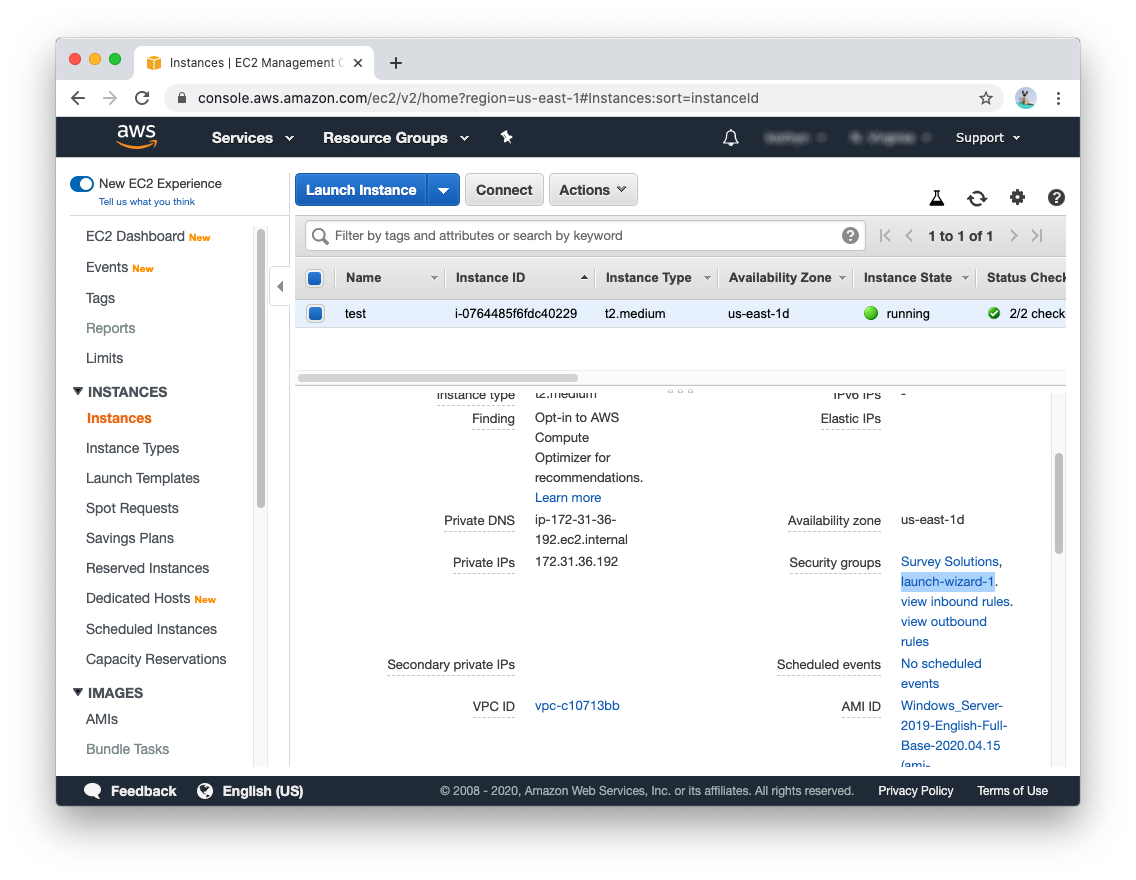 Instances | EC2 Management C
console.aws.amazon.com/ec2/v2/home?region=us-east-1#Instances:sort=instanceId
aws
Services
Resource Groups
Support
New EC2 Experience
Tell us what you think
EC2 Dashboard New
Events New
Tags
Reports
Limits
INSTANCES
Instances
Instance Types
Launch Templates
Spot Requests
Savings Plans
Reserved Instances
Dedicated Hosts New
Scheduled Instances
Capacity Reservations
IMAGES
AMIs
Bundle Tasks
Launch Instance
Connect
Actions
Filter by tags and attributes or search by keyword
1 to 1 of 1
Name Instance ID Instance Type Availability Zone Instance State Status Check
test i-0764485f6fdc40229 t2.medium us-east-1d running 2/2 check
Instance type t2.medium
IPv6 IPs -
Finding Opt-in to AWS
Compute
Optimizer for
recommendations.
Learn more
Elastic IPs
Private DNS ip-172-31-36-
192.ec2.internal
Availability zone us-east-1d
Private IPs 172.31.36.192
Security groups Survey Solutions,
launch-wizard-1.
view inbound rules.
view outbound
rules
Secondary private IPs
Scheduled events No scheduled
events
VPC ID vpc-c10713bb
AMI ID Windows_Server-
2019-English-Full-
Base-2020.04.15
(ami-
Feedback
English (US)
© 2008 - 2020, Amazon Web Services, Inc. or its affiliates. All rights reserved.
Privacy Policy
Terms of Use